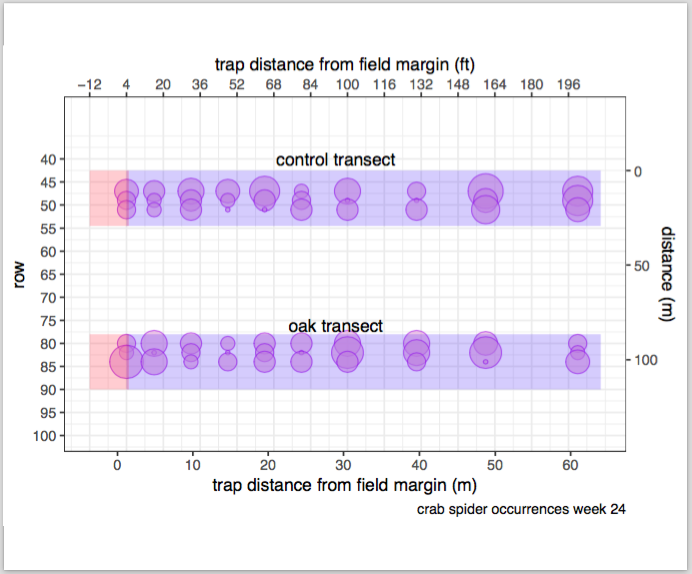 trap distance from field margin (ft)
−12 4 20 36 52 68 84 100 116 132 148 164 180 196
control transect
40
45
50
55
60
65
70
75
80
85
90
95
100
row
0
50
100
distance (m)
oak transect
0 10 20 30 40 50 60
trap distance from field margin (m)
crab spider occurrences week 24